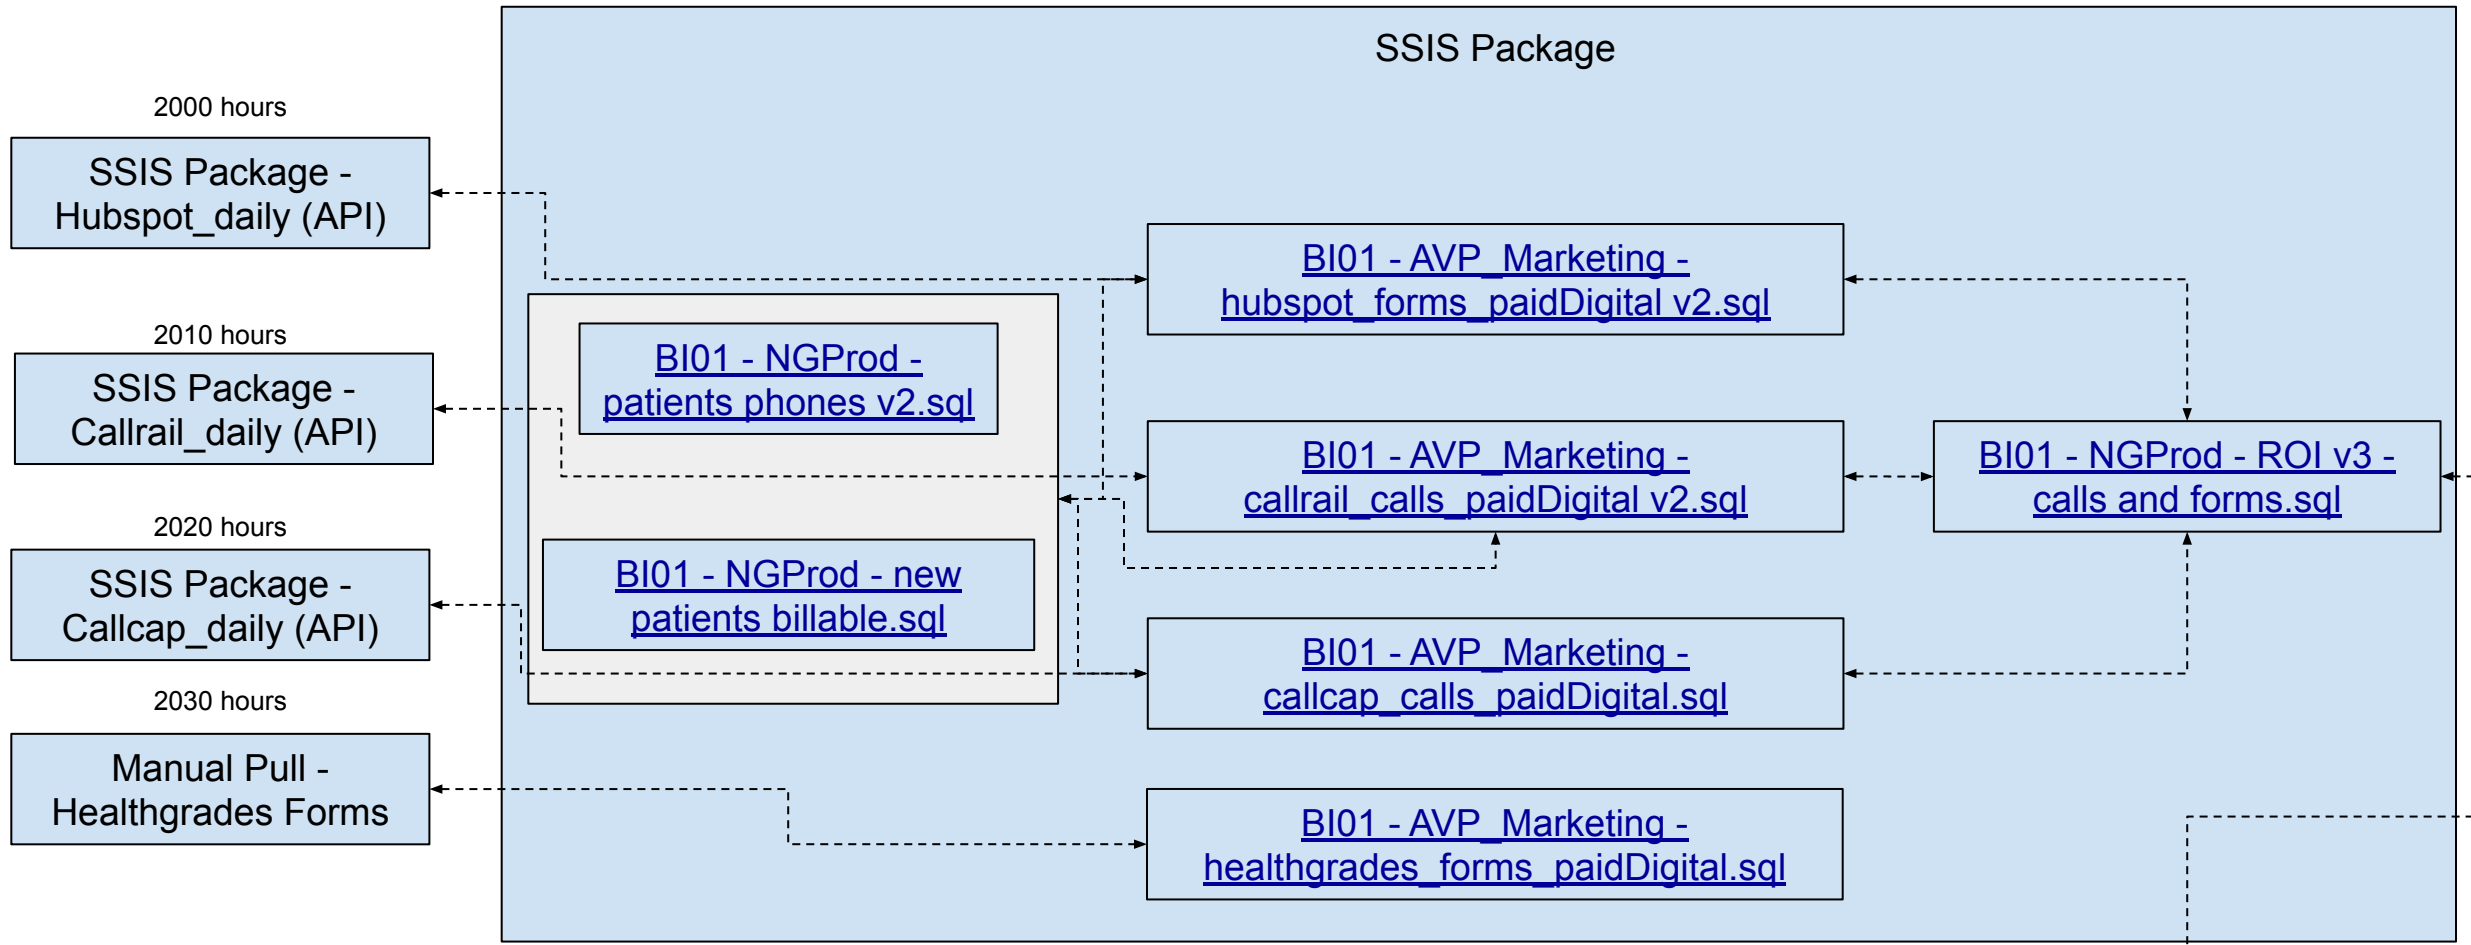 SSIS Package
2000 hours
SSIS Package -
Hubspot_daily (API)
2010 hours
SSIS Package -
Callrail_daily (API)
2020 hours
SSIS Package -
Callcap_daily (API)
2030 hours
Manual Pull -
Healthgrades Forms
BI01 - NGProd -
patients phones v2.sql
BI01 - NGProd - new
patients billable.sql
BI01 - AVP_Marketing -
hubspot_forms_paidDigital v2.sql
BI01 - AVP_Marketing -
callrail_calls_paidDigital v2.sql
BI01 - AVP_Marketing -
callcap_calls_paidDigital.sql
BI01 - AVP_Marketing -
healthgrades_forms_paidDigital.sql
BI01 - NGProd - ROI v3 -
calls and forms.sql